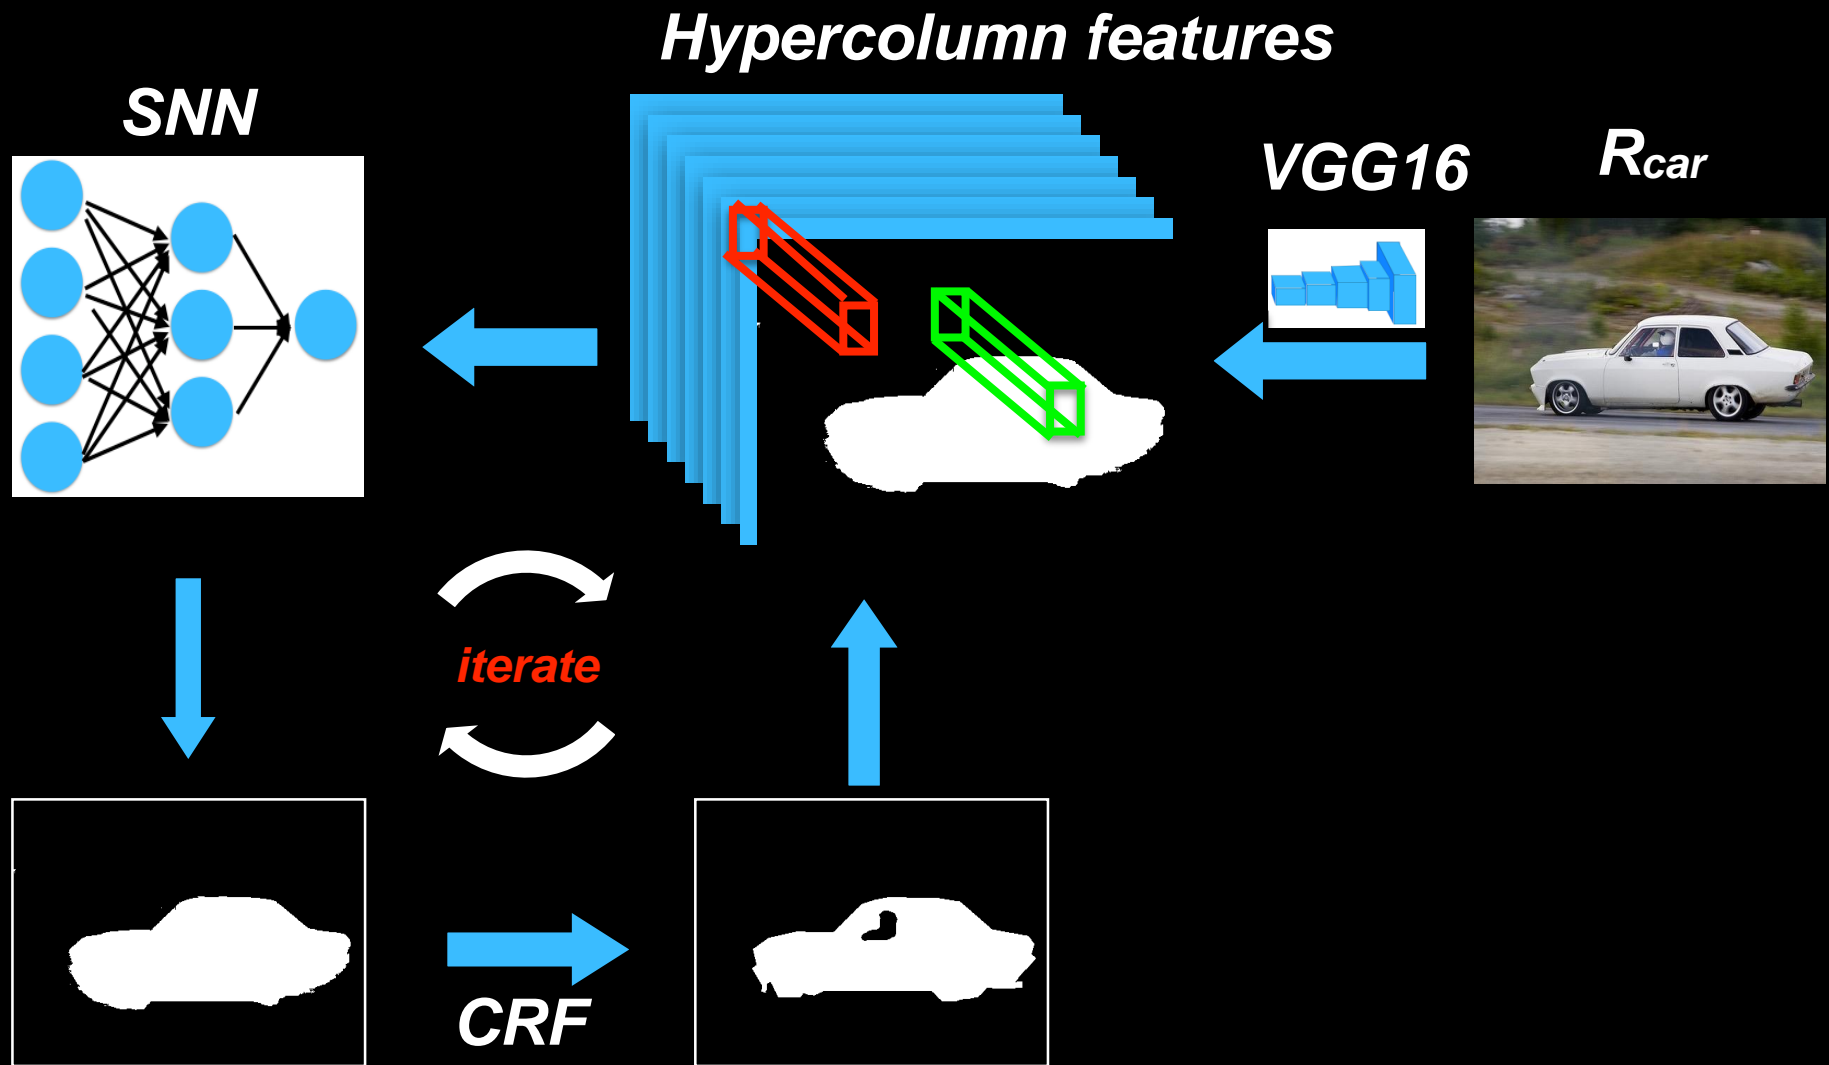 Hypercolumn features
SNN
VGG16
Rcar
iterate
CRF